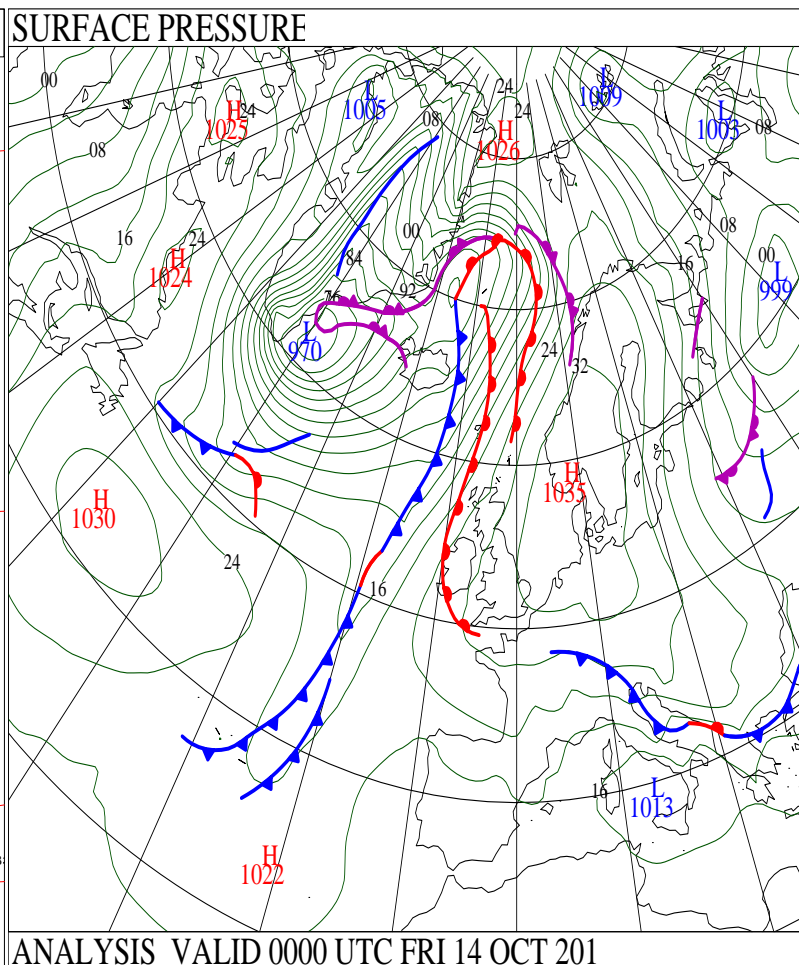 SURFACE PRESSURE
00
L
1005
L
1009
24
H
24
1025
24
H
1026
08
L
1003
08
08
16
24
H
1024
00
84
92
76
L
970
08
00
16
L
999
24
32
H
1030
H
1035
24
16
16
L
1013
H
1022
ANALYSIS VALID 0000 UTC FRI 14 OCT 201